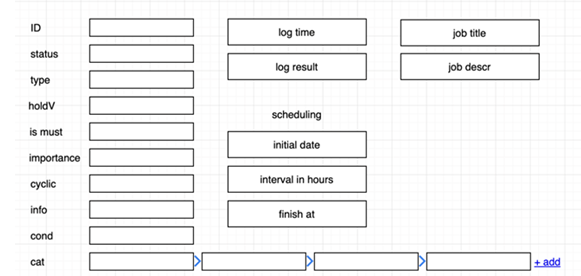 ID
log time
job title
status
log result
job descr
type
holdV
scheduling
is must
initial date
importance
interval in hours
cyclic
info
finish at
cond
cat
+ add